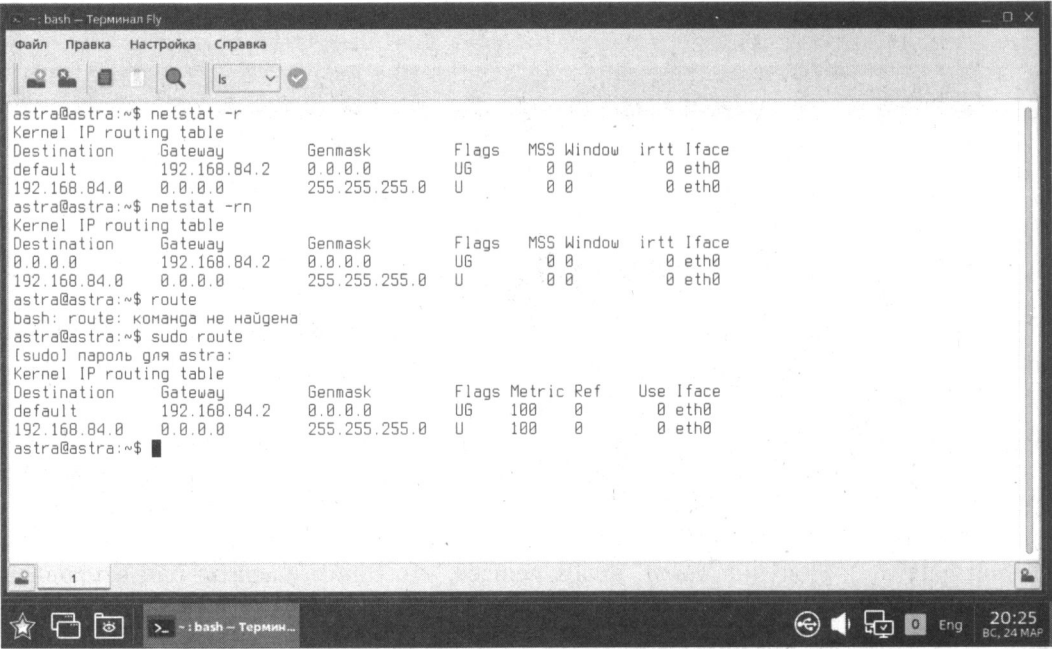 ~ : bash — Терминал Fly
Файл Правка Настройка Справка
ls
astra@astra:~$ netstat -r
Kernel IP routing table
Destination Gateway Genmask Flags MSS Window irtt Iface
default 192.168.84.2 0.0.0.0 UG 0 0 0 eth0
192.168.84.0 0.0.0.0 255.255.255.0 U 0 0 0 eth0
astra@astra:~$ netstat -rn
Kernel IP routing table
Destination Gateway Genmask Flags MSS Window irtt Iface
0.0.0.0 192.168.84.2 0.0.0.0 UG 0 0 0 eth0
192.168.84.0 0.0.0.0 255.255.255.0 U 0 0 0 eth0
astra@astra:~$ route
bash: route: команда не найдена
astra@astra:~$ sudo route
[sudo] пароль для astra:
Kernel IP routing table
Destination Gateway Genmask Flags Metric Ref Use Iface
default 192.168.84.2 0.0.0.0 UG 100 0 0 eth0
192.168.84.0 0.0.0.0 255.255.255.0 U 100 0 0 eth0
astra@astra:~$
1
~ : bash — Термин...
0 Eng 20:25
ВС, 24 МАР